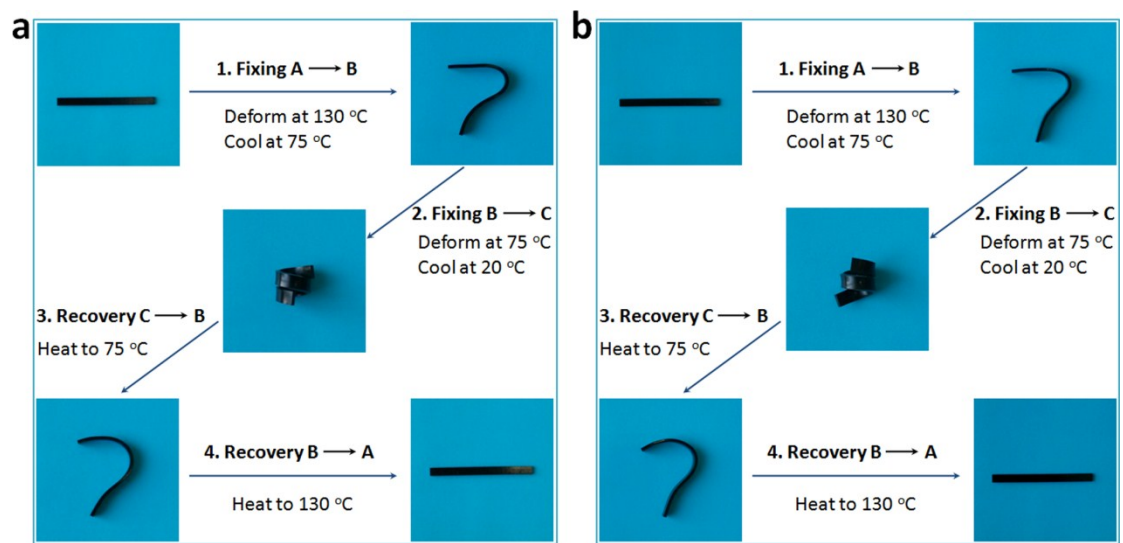 a
1. Fixing A ⟶ B
Deform at 130 °C
Cool at 75 °C
2. Fixing B ⟶ C
Deform at 75 °C
Cool at 20 °C
3. Recovery C ⟶ B
Heat to 75 °C
4. Recovery B ⟶ A
Heat to 130 °C
b
1. Fixing A ⟶ B
Deform at 130 °C
Cool at 75 °C
2. Fixing B ⟶ C
Deform at 75 °C
Cool at 20 °C
3. Recovery C ⟶ B
Heat to 75 °C
4. Recovery B ⟶ A
Heat to 130 °C